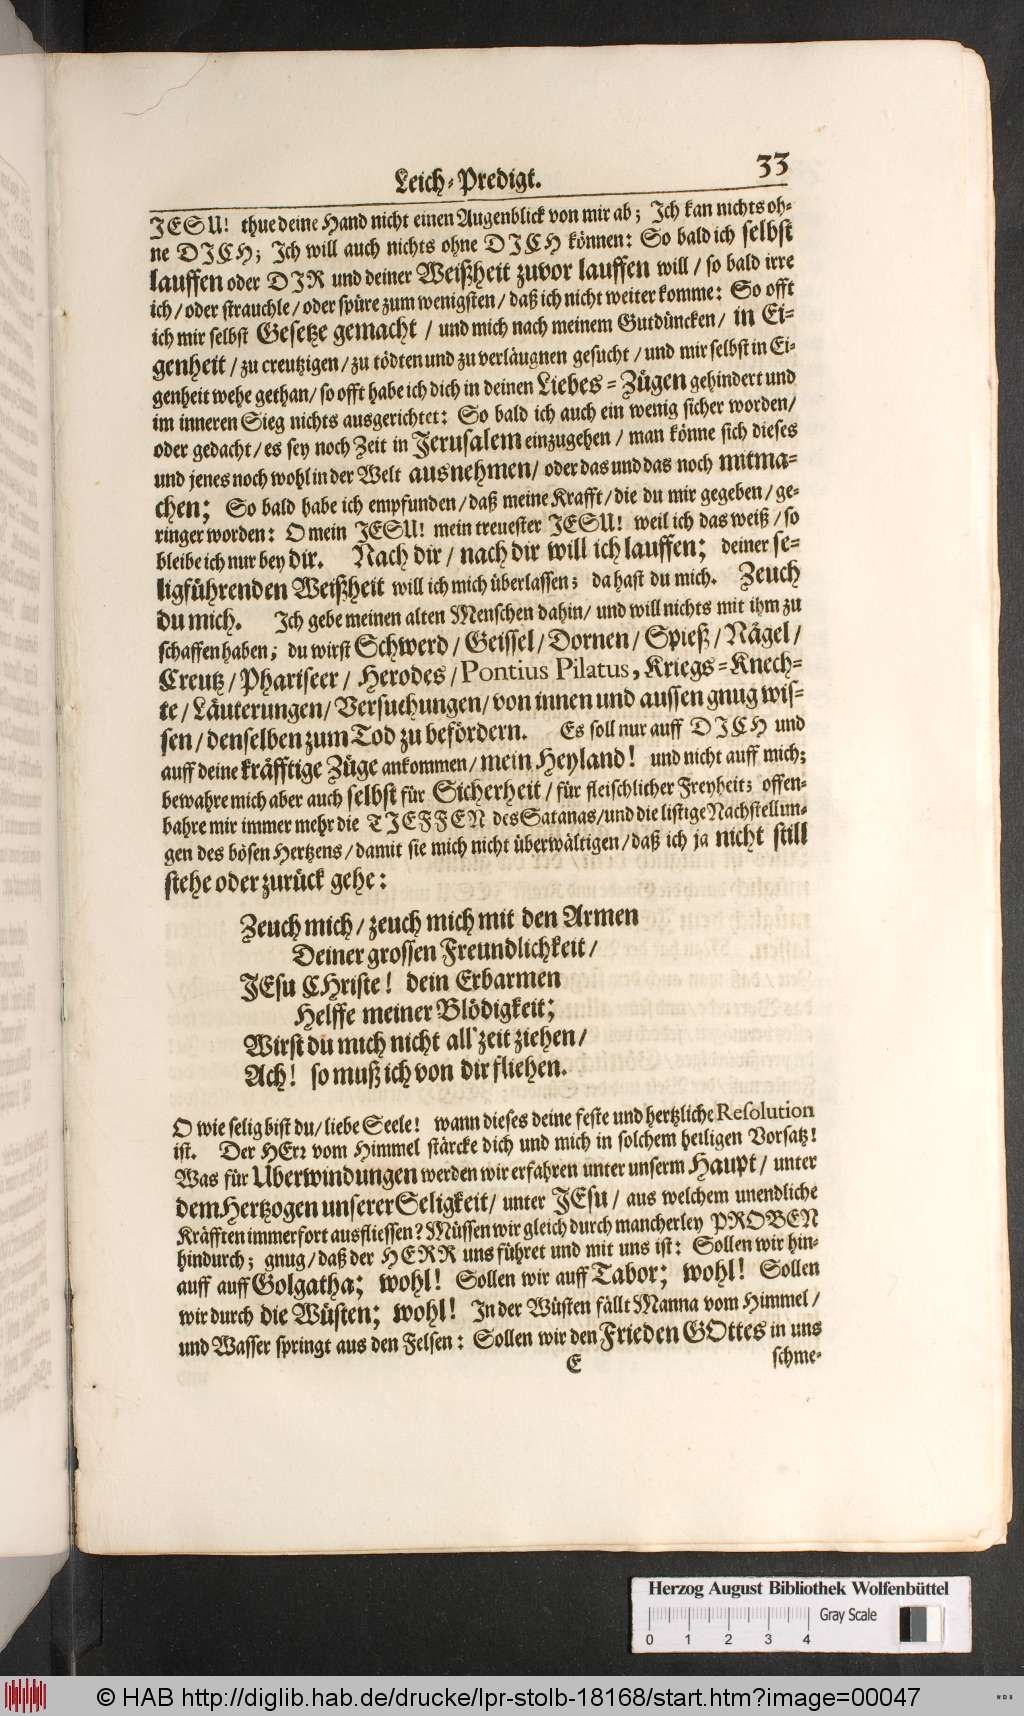 Leich-Predigt. 33
JESU! thue deine Hand nicht einen Augenblick von mir ab; Ich kan nichts oh-
ne DICH; Ich will auch nichts ohne DICH können: So bald ich selbst
lauffen oder DIR und deiner Weißheit zuvor lauffen will / so bald irre
ich / oder strauchle / oder spüre zum wenigsten / daß ich nicht weiter komme: So offt
ich mir selbst Gesetze gemacht / und mich nach meinem Gutdüncken / in Ei-
genheit / zu creutzigen / zu tödten und zu verläugnen gesucht / und mir selbst in Ei-
genheit wehe gethan / so offt habe ich dich in deinen Liebes-Zügen gehindert und
im inneren Sieg nichts ausgerichtet: So bald ich auch ein wenig sicher worden /
oder gedacht / es sey noch Zeit in Jerusalem einzugehen / man könne sich dieses
und jenes noch wohl in der Welt ausnehmen / oder das und das noch mitma-
chen; So bald habe ich empfunden / daß meine Krafft / die du mir gegeben / ge-
ringer worden: O mein JESU! mein treuester JESU! weil ich das weiß / so
bleibe ich nur bey dir. Nach dir / nach dir will ich lauffen; deiner se-
ligführenden Weißheit will ich mich überlassen; da hast du mich. Zeuch
du mich. Ich gebe meinen alten Menschen dahin / und will nichts mit ihm zu
schaffen haben; du wirst Schwerd / Geissel / Dornen / Spieß / Nägel /
Creutz / Phariseer / Herodes / Pontius Pilatus, Kriegs-Knech-
te / Läuterungen / Versuchungen / von innen und aussen gnug wis-
sen / denselben zum Tod zu befördern. Es soll nur auff DICH und
auff deine kräfftige Züge ankommen / mein Heyland! und nicht auff mich;
bewahre mich aber auch selbst für Sicherheit / für fleischlicher Freyheit; offen-
bahre mir immer mehr die TIEFFEN des Satanas / und die listige Nachstellun-
gen des bösen Hertzens / damit sie mich nicht überwältigen / daß ich ja nicht still
stehe oder zurück gehe:
Zeuch mich / zeuch mich mit den Armen
Deiner grossen Freundlichkeit /
JEsu CHriste! dein Erbarmen
Helffe meiner Blödigkeit;
Wirst du mich nicht all'zeit ziehen /
Ach! so muß ich von dir fliehen.
O wie selig bist du / liebe Seele! wann dieses deine feste und hertzliche Resolution
ist. Der HErr vom Himmel stärcke dich und mich in solchem heiligen Vorsatz!
Was für Uberwindungen werden wir erfahren unter unserm Haupt / unter
dem Hertzogen unserer Seligkeit / unter JEsu / aus welchem unendliche
Kräfften immerfort ausfliessen? Müssen wir gleich durch mancherley PROBEN
hindurch; gnug / daß der HERR uns führet und mit uns ist: Sollen wir hin-
auff auff Golgatha; wohl! Sollen wir auff Tabor; wohl! Sollen
wir durch die Wüsten; wohl! In der Wüsten fällt Manna vom Himmel /
und Wasser springt aus den Felsen: Sollen wir den Frieden GOttes in uns
E schme-
Herzog August Bibliothek Wolfenbüttel
Gray Scale
0 1 2 3 4
© HAB http://diglib.hab.de/drucke/lpr-stolb-18168/start.htm?image=00047